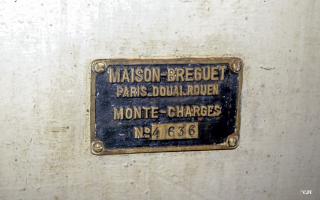 MAISON-BREGUET
PARIS_DOUAI_ROUEN
MONTE-CHARGES
No 4636